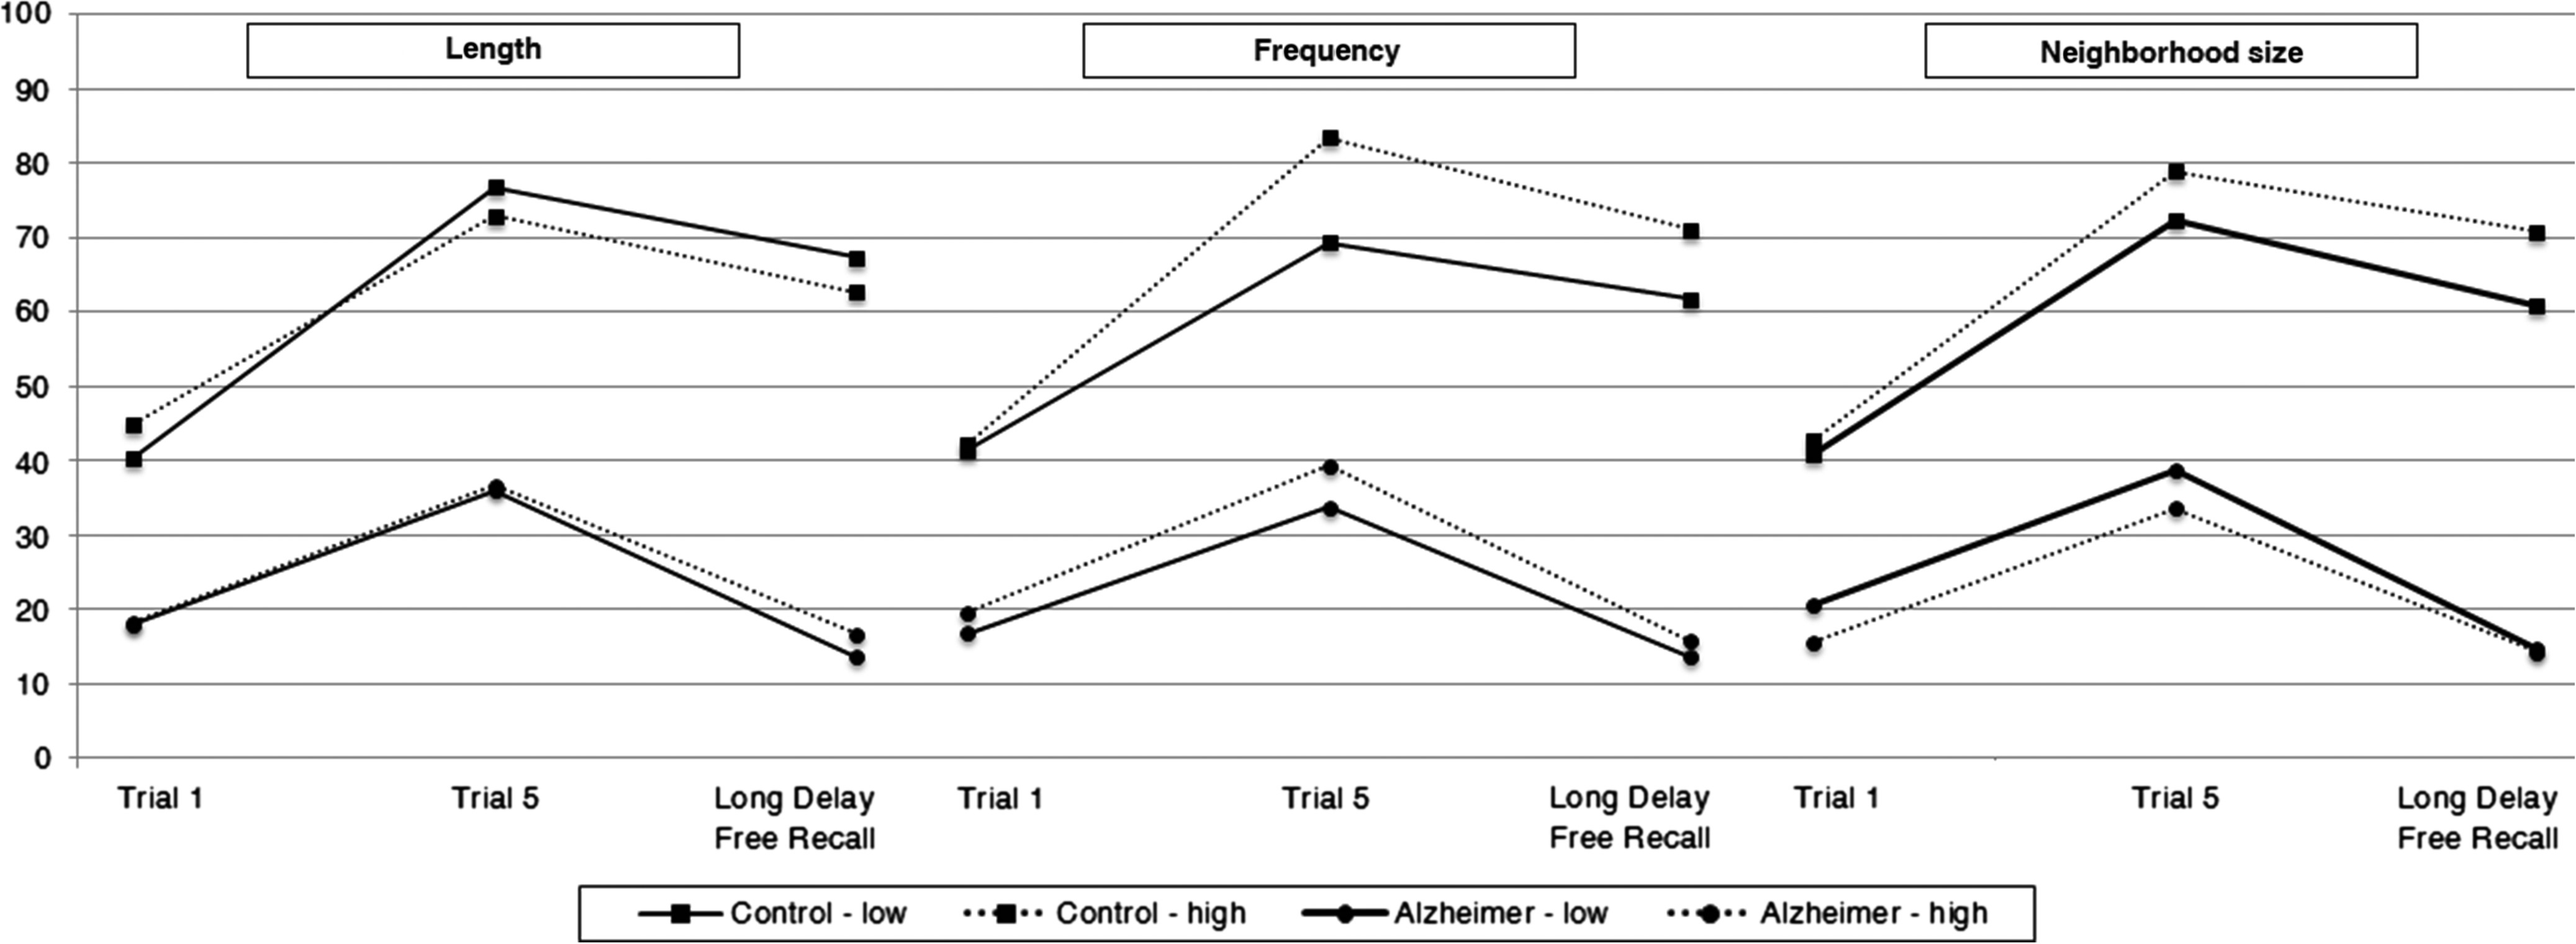 100
Length
Frequency
Neighborhood size
90
80
70
60
50
40
30
20
10
0
Trial 1
Trial 5
Long Delay
Free Recall
Trial 1
Trial 5
Long Delay
Free Recall
Trial 1
Trial 5
Long Delay
Free Recall
Control - low
Control - high
Alzheimer - low
Alzheimer - high